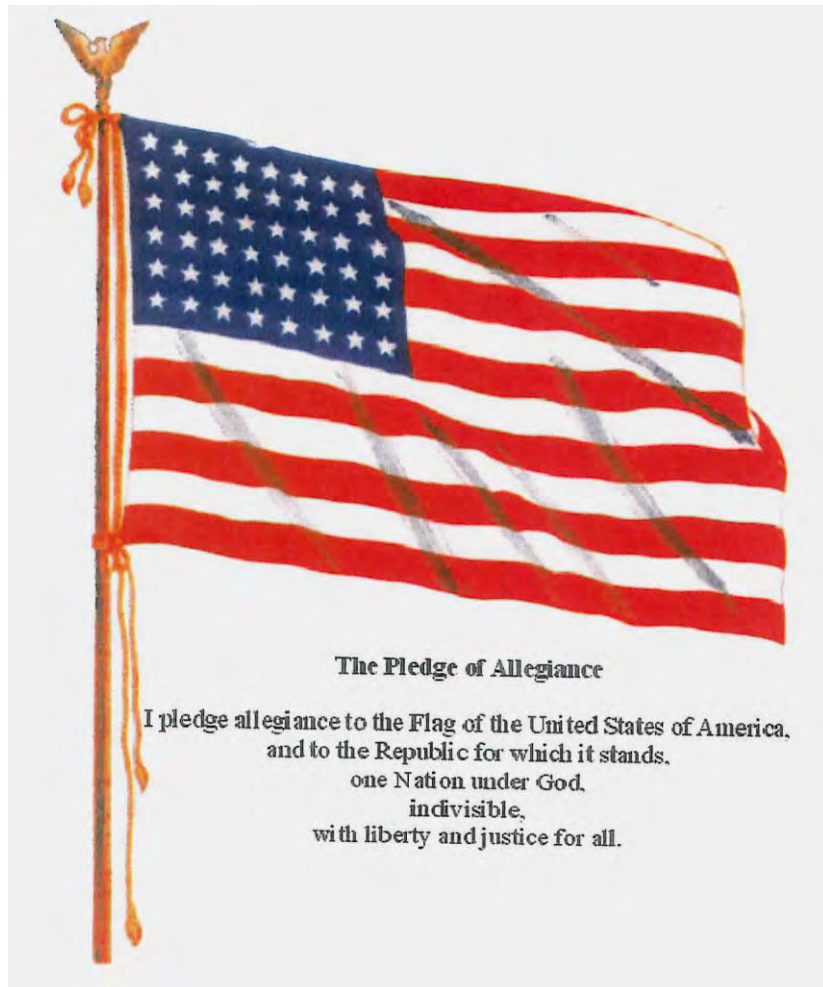 The Pledge of Allegiance
I pledge allegiance to the Flag of the United States of America,
and to the Republic for which it stands,
one Nation under God,
indivisible,
with liberty and justice for all.